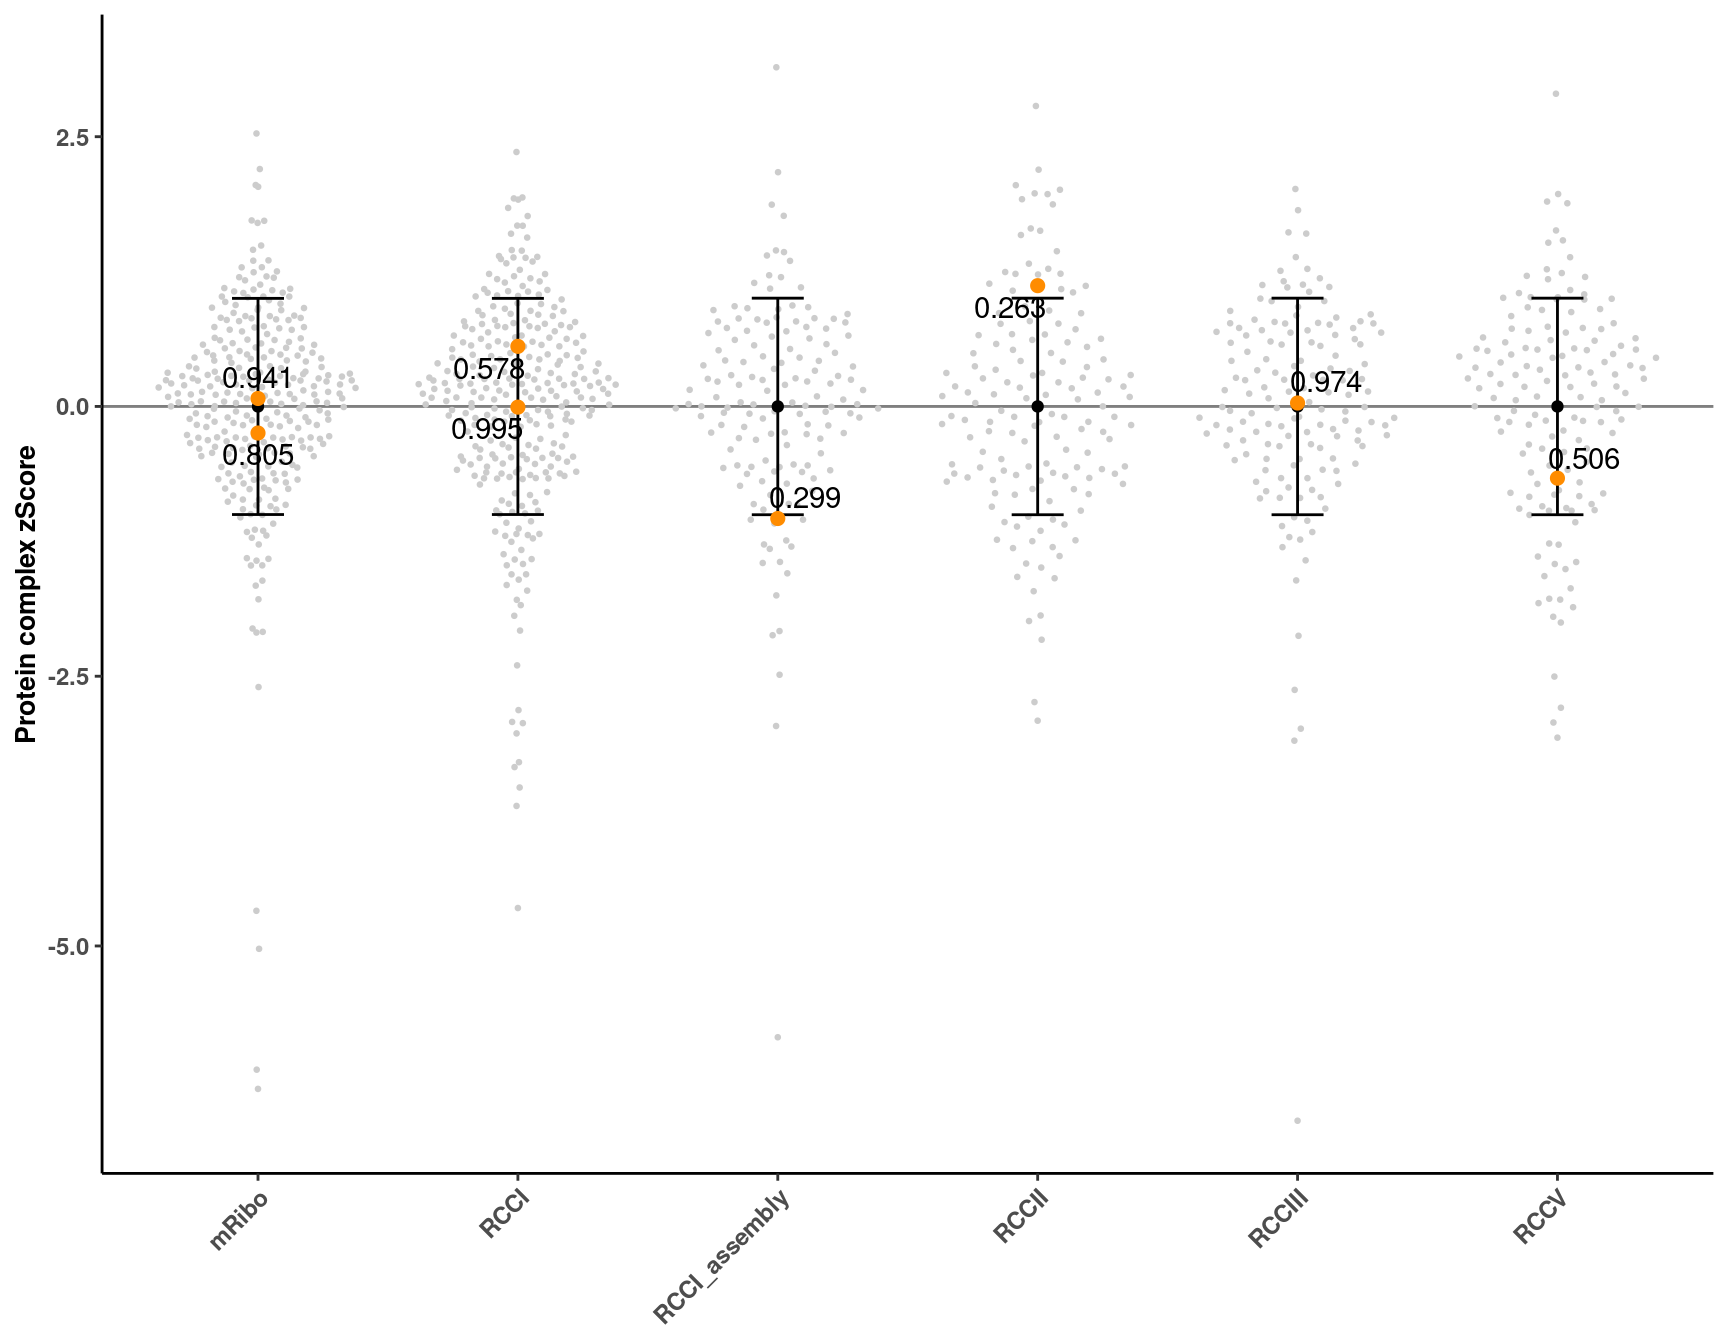 Protein complex zScore
2.5
0.0
-2.5
-5.0
0.941
0.805
0.578
0.995
0.299
0.263
0.974
0.506
mRibo
RCCI
RCCI_assembly
RCCII
RCCIII
RCCV